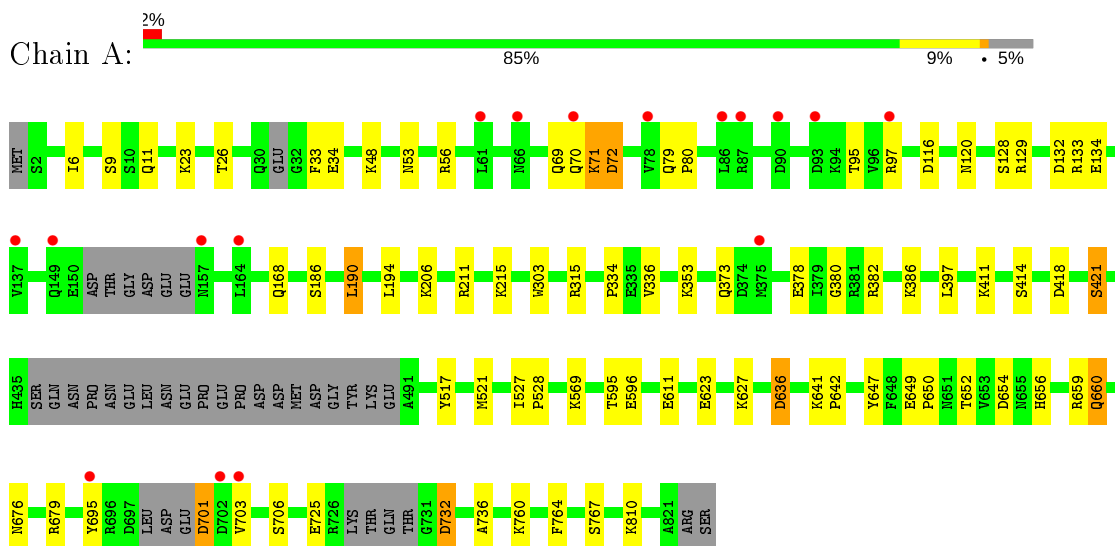 2%
Chain A:
85% 9% • 5%
MET S2 I6 S9 S10 Q11 K23 T26 Q30 GLU G32 F33 E34 K48 N53 R56 L61 N66 Q69 Q70 K71 D72 V78 Q79 P80 L86 R87 D90 D93 K94 T95 V96 R97 D116 N120 S128 R129 D132 R133 E134
V137 Q149 E150 ASP THR GLY ASP GLU GLU N157 L164 Q168 S186 L190 L194 K206 R211 K215 W303 R315 P334 E335 V336 K353 Q373 D374 M375 E378 I379 G380 R381 R382 K386 L397 K411 S414 D418 S421
H435 SER GLN ASN PRO ASN GLU LEU ASN GLU PRO GLU PRO ASP ASP MET ASP GLY TYR LYS GLU A491 Y517 M521 I527 P528 K569 T595 E596 E611 E623 K627 D636 K641 P642 Y647 F648 E649 P650 N651 T652 V653 D654 N655 H656 R659 Q660
N676 R679 Y695 R696 D697 LEU ASP GLU D701 D702 V703 S706 E725 R726 LYS THR GLN THR G731 D732 A736 K760 F764 S767 K810 A821 ARG SER